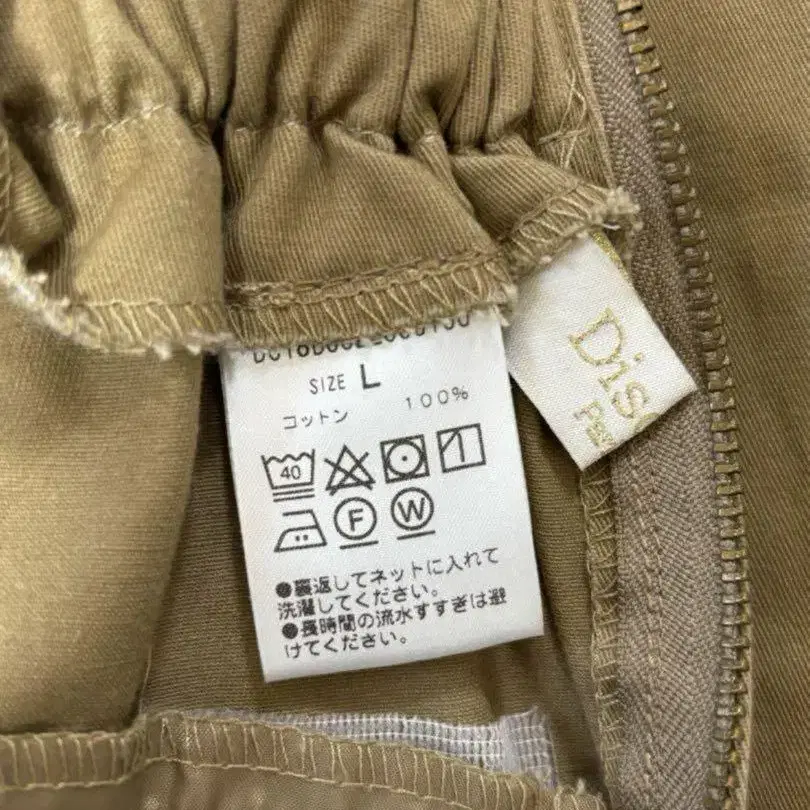 SIZE L
コットン 100%
40
F W
●裏返してネットに入れて
洗濯してください。
●長時間の流水すすぎは避
けてください。